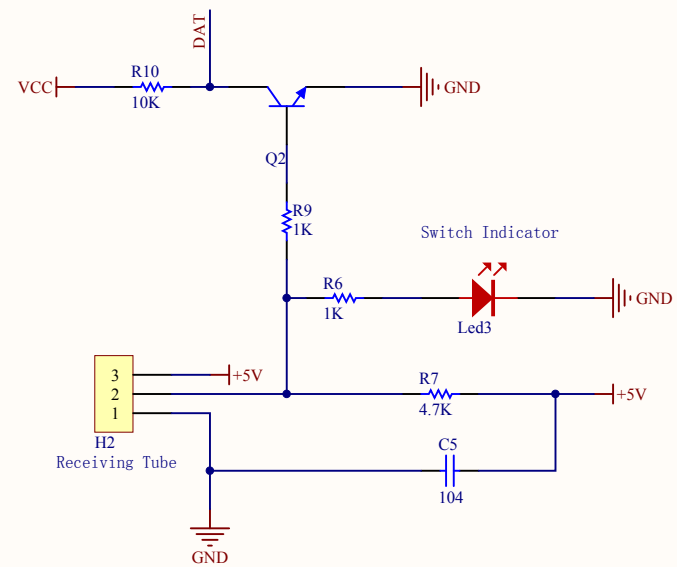 DAT
R10
VCC
10K
GND
Q2
R9
1K
Switch Indicator
R6
1K
GND
Led3
3
+5V
2
1
R7
4.7K
+5V
H2
Receiving Tube
C5
104
GND